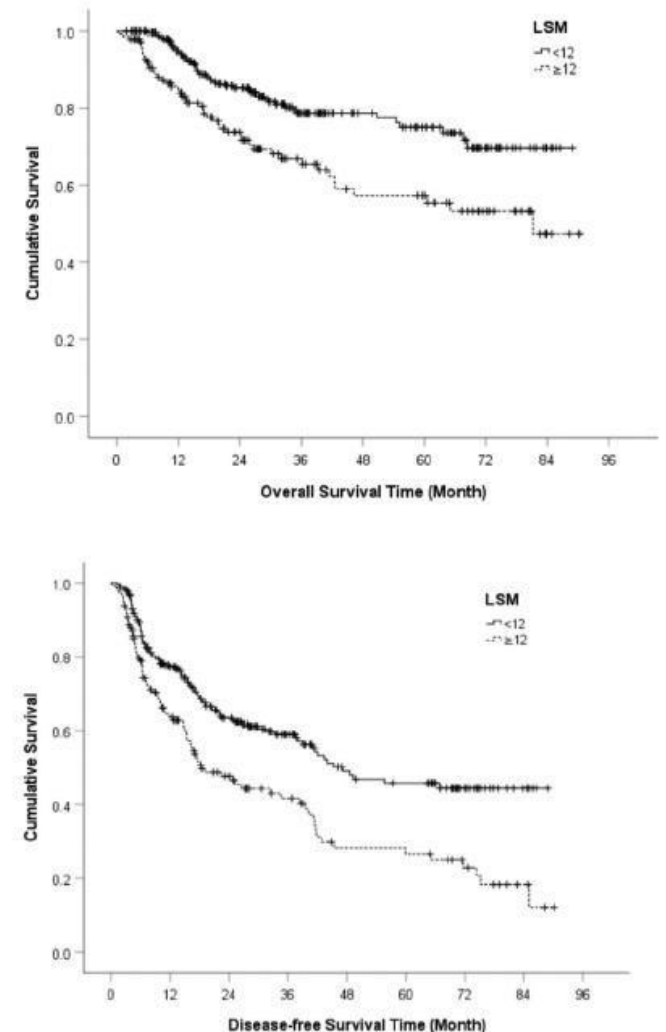 LSM
<12
≥12
1.0
0.8
0.6
0.4
0.2
0.0
Cumulative Survival
0 12 24 36 48 60 72 84 96
Overall Survival Time (Month)
LSM
<12
≥12
1.0
0.8
0.6
0.4
0.2
0.0
Cumulative Survival
0 12 24 36 48 60 72 84 96
Disease-free Survival Time (Month)